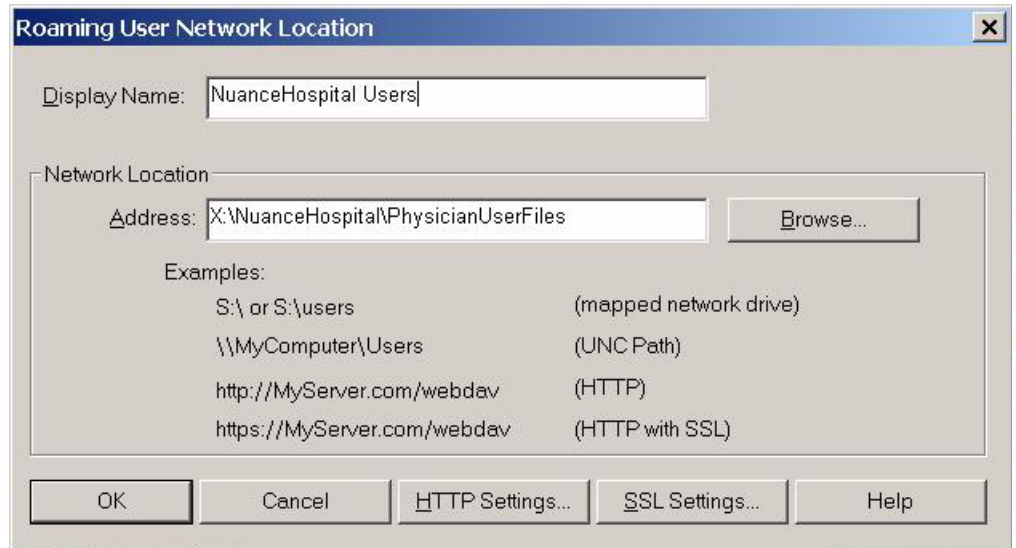 Roaming User Network Location
Display Name: NuanceHospital Users
Network Location
Address: X:\NuanceHospital\PhysicianUserFiles Browse...
Examples:
S:\ or S:\users (mapped network drive)
\\MyComputer\Users (UNC Path)
http://MyServer.com/webdav (HTTP)
https://MyServer.com/webdav (HTTP with SSL)
OK Cancel HTTP Settings... SSL Settings... Help